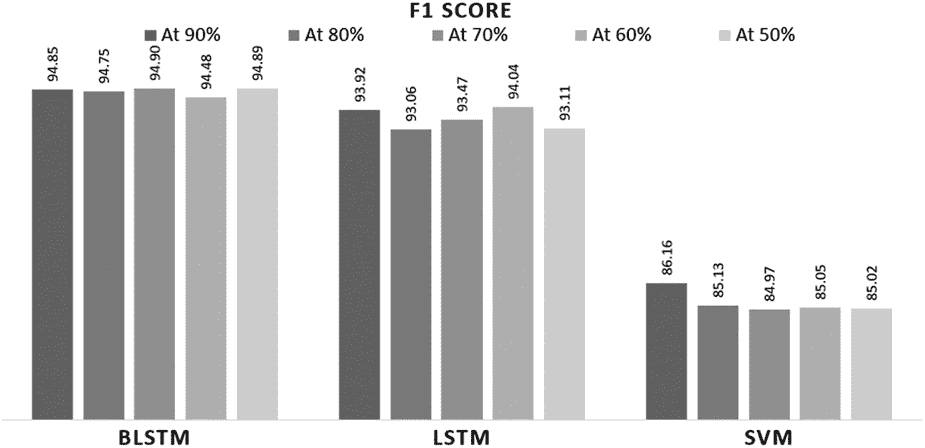 F1 SCORE
At 90% At 80% At 70% At 60% At 50%
94.85 94.75 94.90 94.48 94.89
93.92 93.06 93.47 94.04 93.11
86.16 85.13 84.97 85.05 85.02
BLSTM LSTM SVM